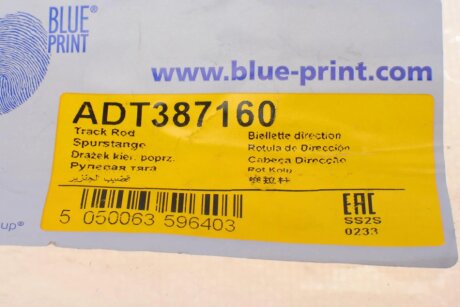 BLUE
PRINT
www.blue-print.com
ADT387160
Track Rod
Spurstange
Drążek kier. poprz.
Рулевая тяга
Biellette direction
Rotula de Dirección
Cabeça Direcção
Rot Kolu
5 050063 596403
EAC
SS2S
0233
up®